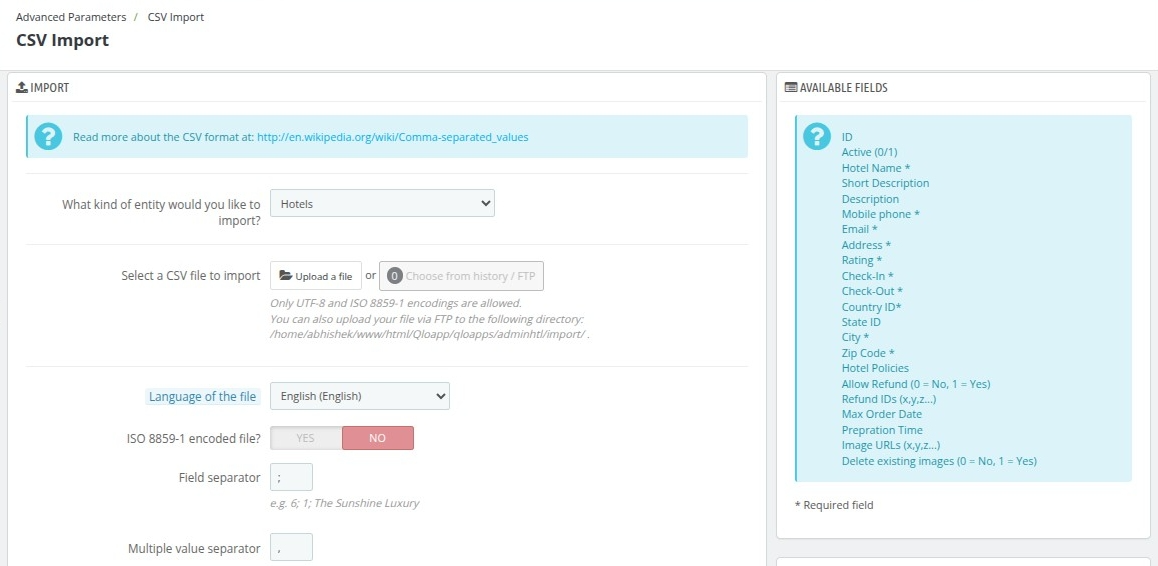 Advanced Parameters / CSV Import
CSV Import
IMPORT
Read more about the CSV format at: http://en.wikipedia.org/wiki/Comma-separated_values
What kind of entity would you like to
import?
Hotels
Select a CSV file to import
Upload a file or 0 Choose from history / FTP
Only UTF-8 and ISO 8859-1 encodings are allowed.
You can also upload your file via FTP to the following directory:
/home/abhishek/www/html/Qloapp/qloapps/adminhtl/import/ .
Language of the file
English (English)
ISO 8859-1 encoded file?
YES NO
Field separator
;
e.g. 6; 1; The Sunshine Luxury
Multiple value separator
,
AVAILABLE FIELDS
ID
Active (0/1)
Hotel Name *
Short Description
Description
Mobile phone *
Email *
Address *
Rating *
Check-In *
Check-Out *
Country ID*
State ID
City *
Zip Code *
Hotel Policies
Allow Refund (0 = No, 1 = Yes)
Refund IDs (x,y,z...)
Max Order Date
Prepration Time
Image URLs (x,y,z...)
Delete existing images (0 = No, 1 = Yes)
* Required field